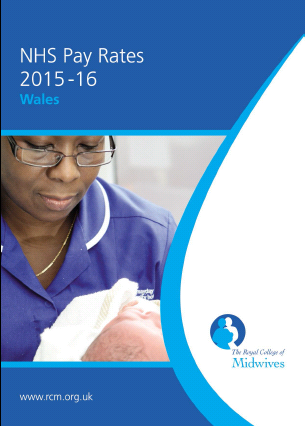 NHS Pay Rates
2015-16
Wales
The Royal College of
Midwives
www.rcm.org.uk